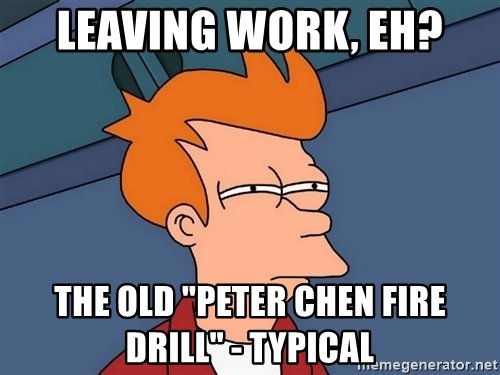 LEAVING WORK, EH?
THE OLD "PETER CHEN FIRE
DRILL" - TYPICAL
memegenerator.net